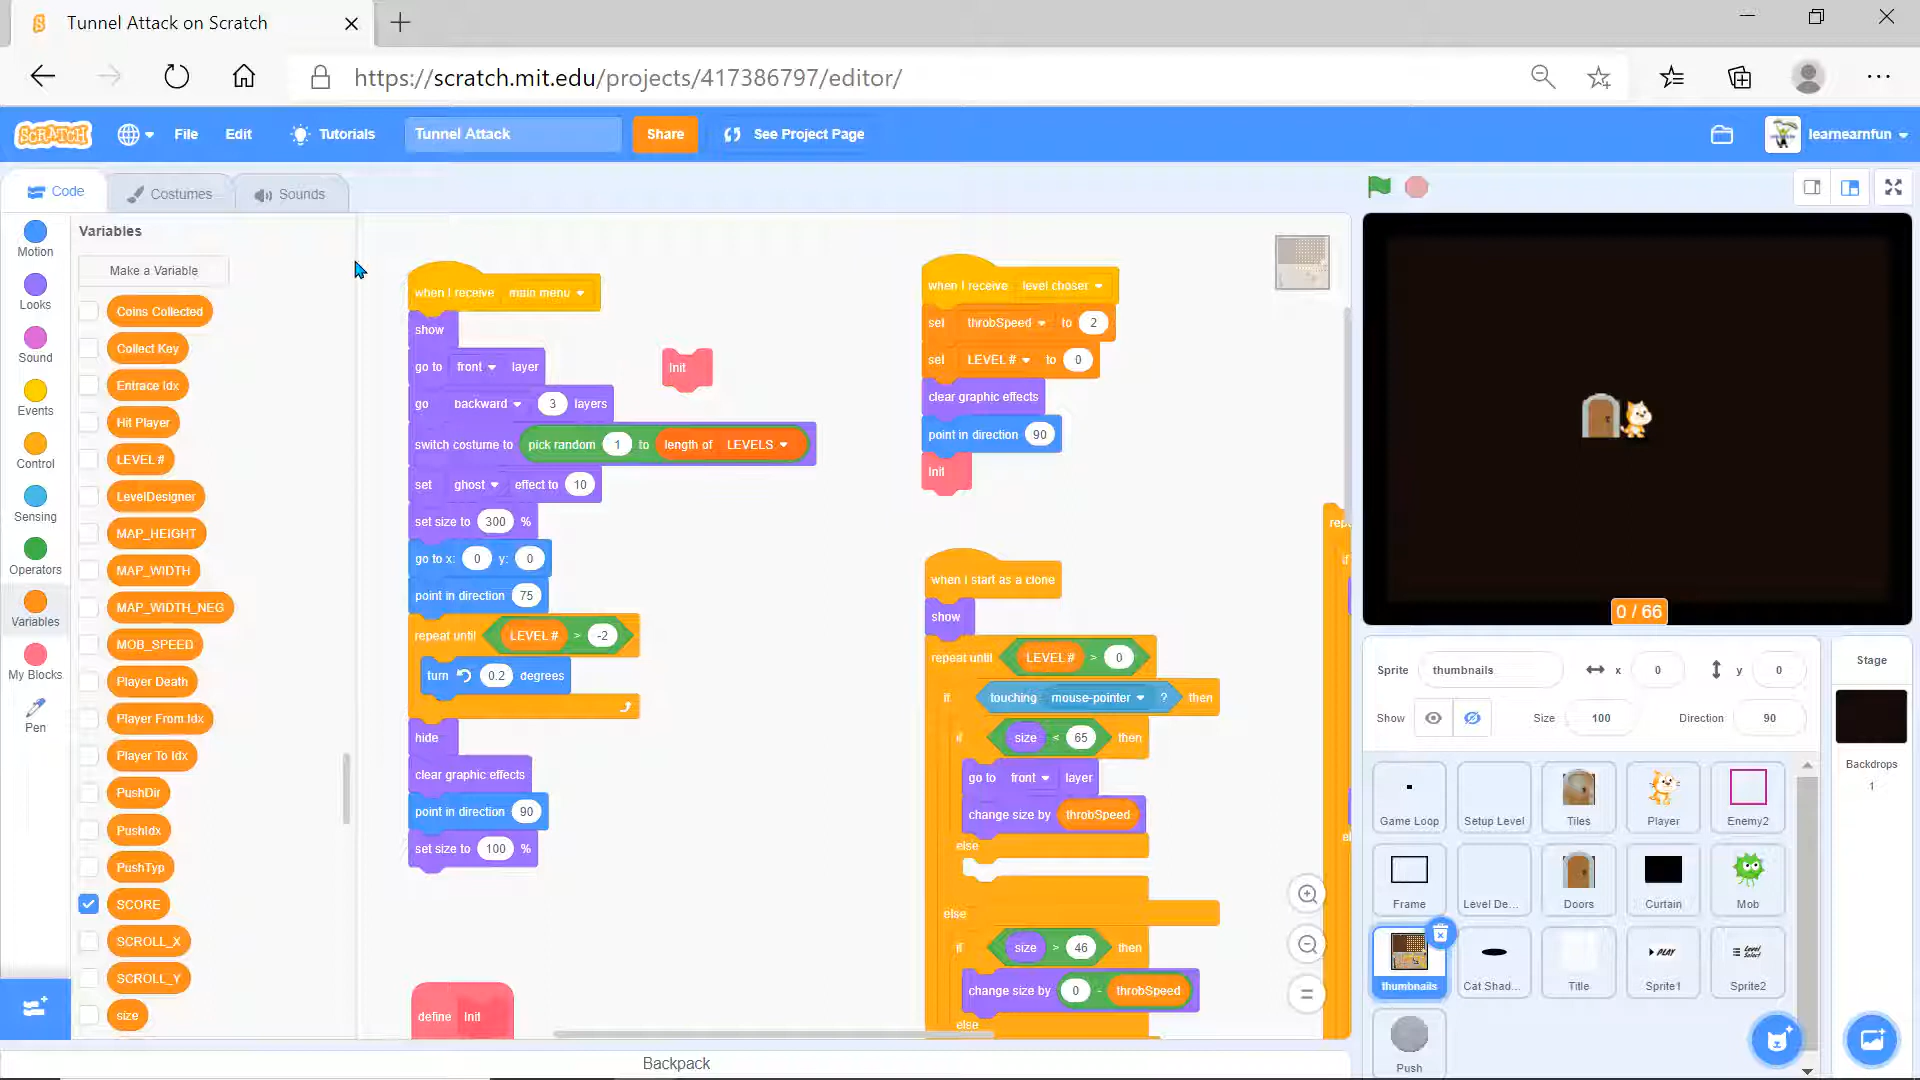 Tunnel Attack on Scratch
https://scratch.mit.edu/projects/417386797/editor/
SCRATCH
File
Edit
Tutorials
Tunnel Attack
Share
See Project Page
learnearnfun
Code
Costumes
Sounds
Motion
Looks
Sound
Events
Control
Sensing
Operators
Variables
My Blocks
Pen
Variables
Make a Variable
Coins Collected
Collect Key
Entrace Idx
Hit Player
LEVEL #
LevelDesigner
MAP_HEIGHT
MAP_WIDTH
MAP_WIDTH_NEG
MOB_SPEED
Player Death
Player From Idx
Player To Idx
PushDir
PushIdx
PushTyp
SCORE
SCROLL_X
SCROLL_Y
size
when I receive main menu
show
go to front layer
go backward 3 layers
switch costume to pick random 1 to length of LEVELS
set ghost effect to 10
set size to 300 %
go to x: 0 y: 0
point in direction 75
repeat until LEVEL # > -2
turn 0.2 degrees
hide
clear graphic effects
point in direction 90
set size to 100 %
Init
define Init
when I receive level choser
set throbSpeed to 2
set LEVEL # to 0
clear graphic effects
point in direction 90
Init
when I start as a clone
show
repeat until LEVEL # > 0
if touching mouse-pointer ? then
if size < 65 then
go to front layer
change size by throbSpeed
else
else
if size > 46 then
change size by 0 - throbSpeed
else
Backpack
0 / 66
Sprite thumbnails x 0 y 0
Show Size 100 Direction 90
Game Loop
Setup Level
Tiles
Player
Enemy2
Frame
Level De...
Doors
Curtain
Mob
thumbnails
Cat Shad...
Title
PLAY
Sprite1
Level Select
Sprite2
Push
Stage
Backdrops
1